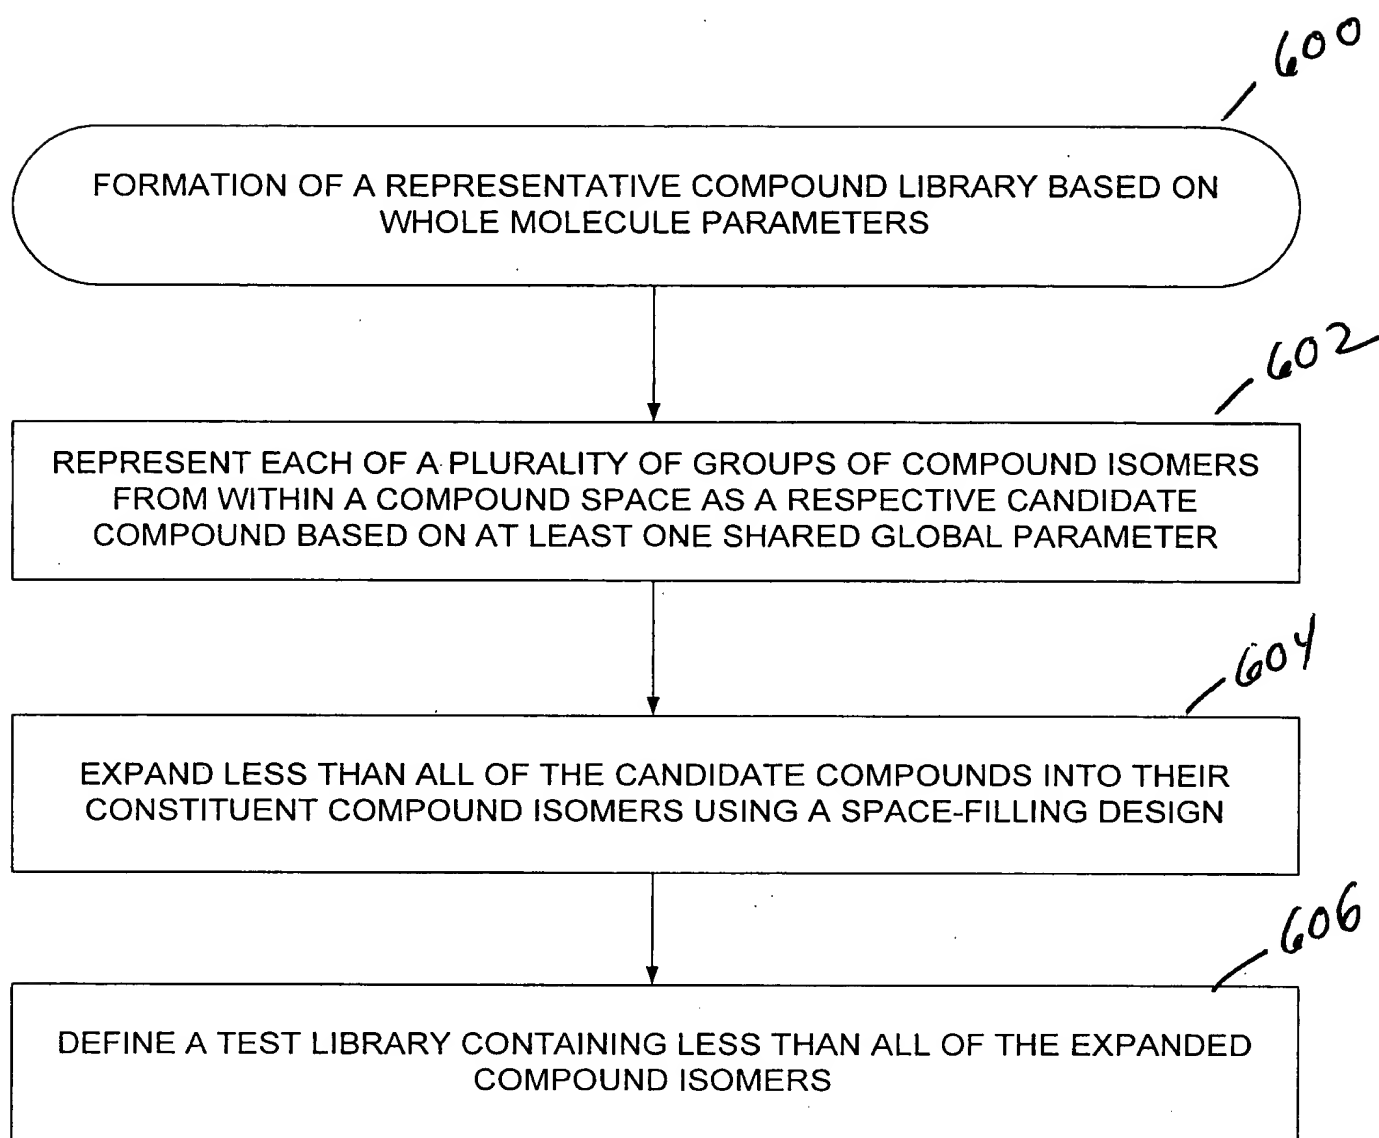 600
FORMATION OF A REPRESENTATIVE COMPOUND LIBRARY BASED ON
WHOLE MOLECULE PARAMETERS
602
REPRESENT EACH OF A PLURALITY OF GROUPS OF COMPOUND ISOMERS
FROM WITHIN A COMPOUND SPACE AS A RESPECTIVE CANDIDATE
COMPOUND BASED ON AT LEAST ONE SHARED GLOBAL PARAMETER
604
EXPAND LESS THAN ALL OF THE CANDIDATE COMPOUNDS INTO THEIR
CONSTITUENT COMPOUND ISOMERS USING A SPACE-FILLING DESIGN
606
DEFINE A TEST LIBRARY CONTAINING LESS THAN ALL OF THE EXPANDED
COMPOUND ISOMERS